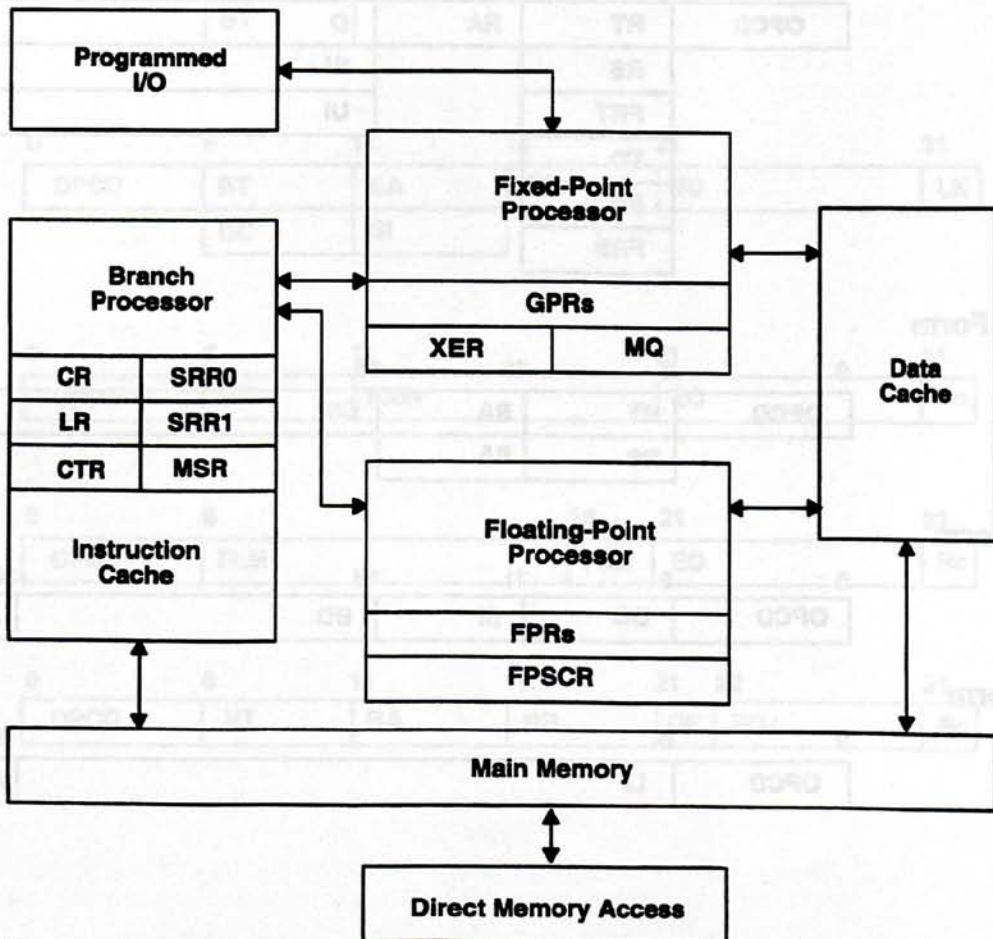 Programmed
I/O
Fixed-Point
Processor
GPRs
XER MQ
Branch
Processor
CR SRR0
LR SRR1
CTR MSR
Instruction
Cache
Data
Cache
Floating-Point
Processor
FPRs
FPSCR
Main Memory
Direct Memory Access